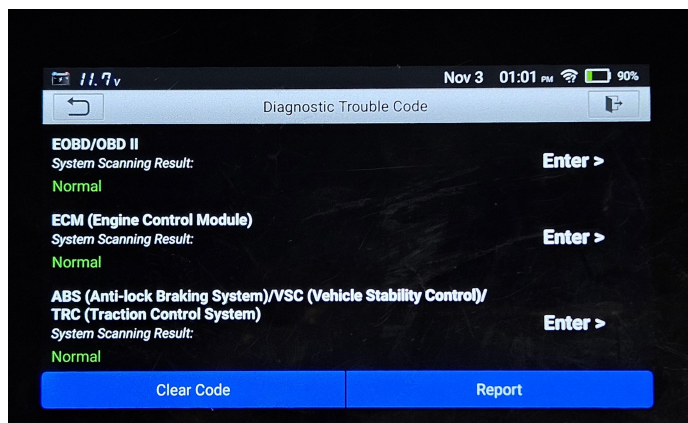 11.7v
Nov 3 01:01 PM 90%
Diagnostic Trouble Code
EOBD/OBD II
System Scanning Result:
Enter >
Normal
ECM (Engine Control Module)
System Scanning Result:
Enter >
Normal
ABS (Anti-lock Braking System)/VSC (Vehicle Stability Control)/
TRC (Traction Control System)
System Scanning Result:
Enter >
Normal
Clear Code
Report